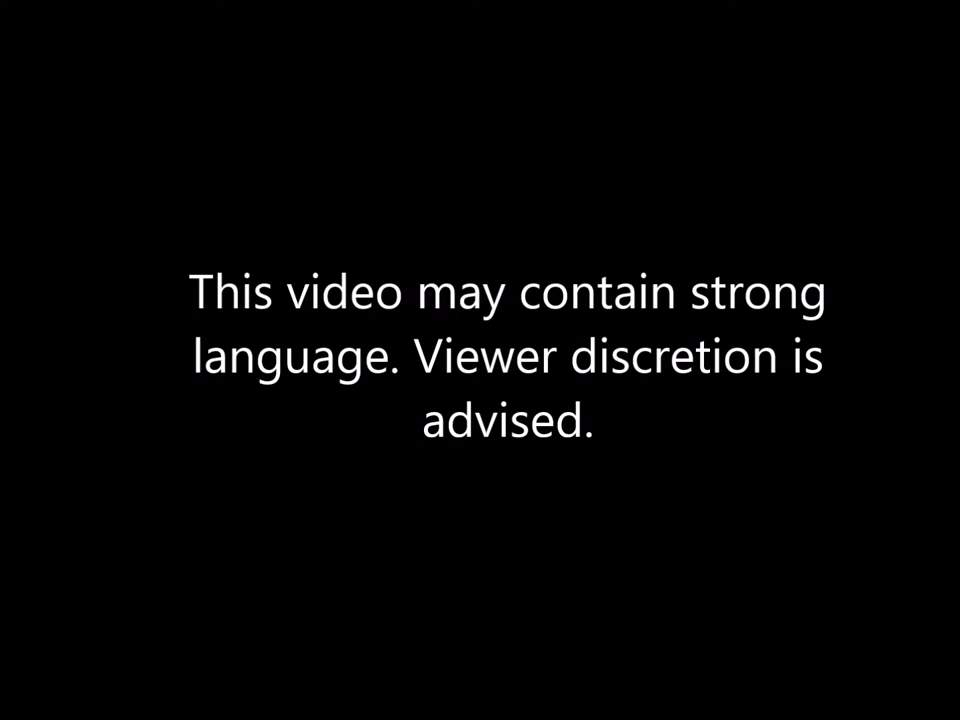 This video may contain strong
language. Viewer discretion is
advised.